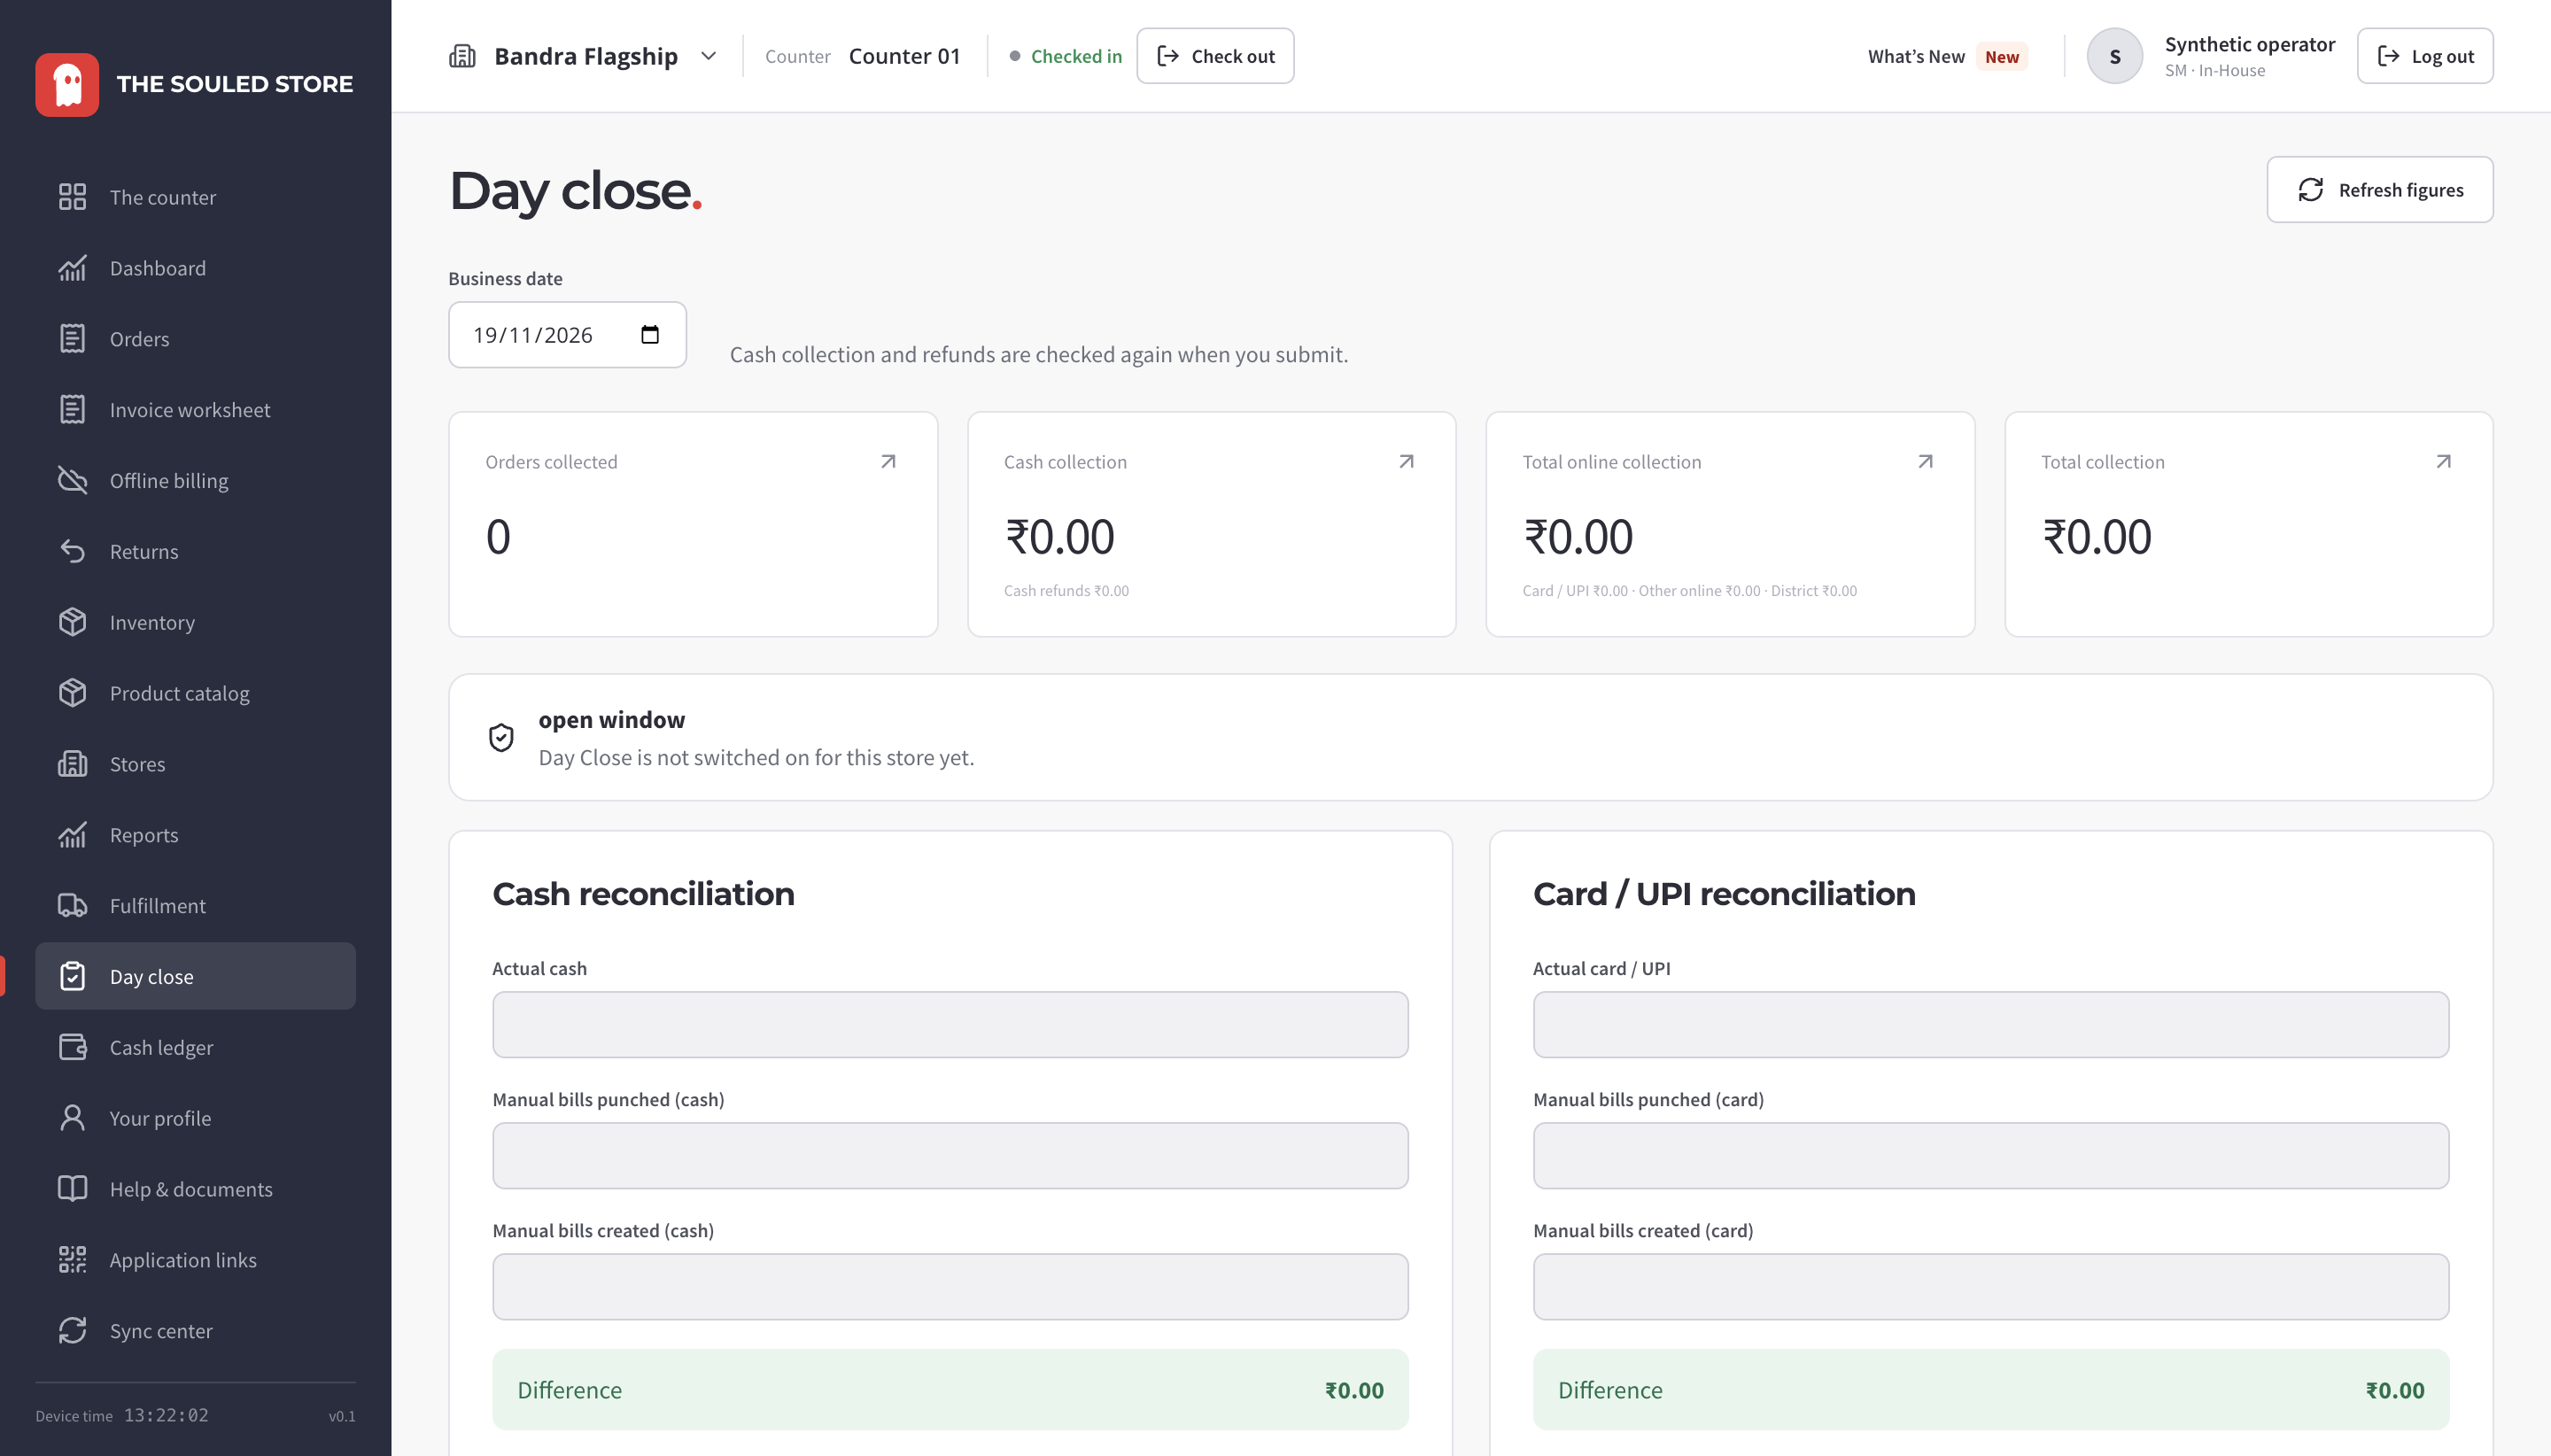 THE SOULED STORE
The counter
Dashboard
Orders
Invoice worksheet
Offline billing
Returns
Inventory
Product catalog
Stores
Reports
Fulfillment
Day close
Cash ledger
Your profile
Help & documents
Application links
Sync center
Device time 13:22:02 v0.1
Bandra Flagship Counter Counter 01 Checked in Check out What's New New S Synthetic operator Log out
SM · In-House
Day close. Refresh figures
Business date
19/11/2026
Cash collection and refunds are checked again when you submit.
Orders collected
0
Cash collection
₹0.00
Cash refunds ₹0.00
Total online collection
₹0.00
Card / UPI ₹0.00 · Other online ₹0.00 · District ₹0.00
Total collection
₹0.00
open window
Day Close is not switched on for this store yet.
Cash reconciliation
Actual cash
Manual bills punched (cash)
Manual bills created (cash)
Difference ₹0.00
Card / UPI reconciliation
Actual card / UPI
Manual bills punched (card)
Manual bills created (card)
Difference ₹0.00